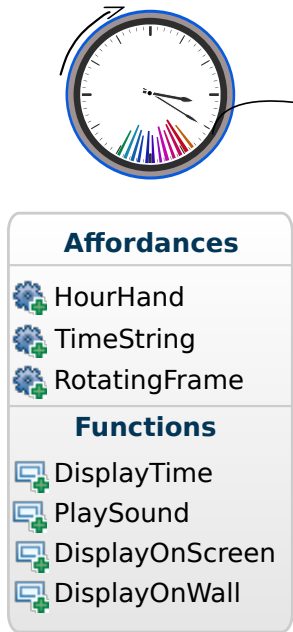 Affordances
HourHand
TimeString
RotatingFrame
Functions
DisplayTime
PlaySound
DisplayOnScreen
DisplayOnWall